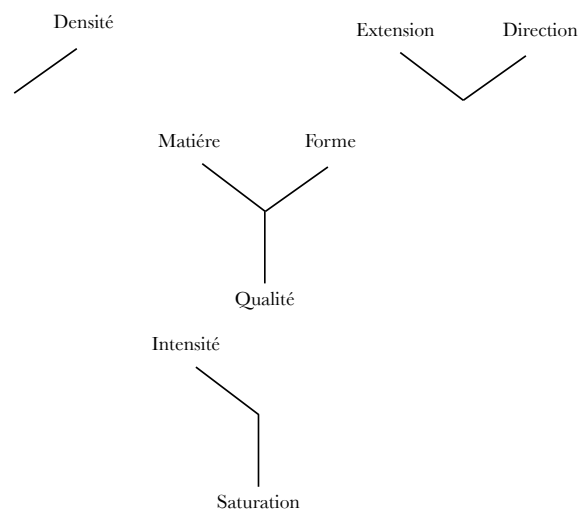 Densité
Extension
Direction
Matiére
Forme
Qualité
Intensité
Saturation